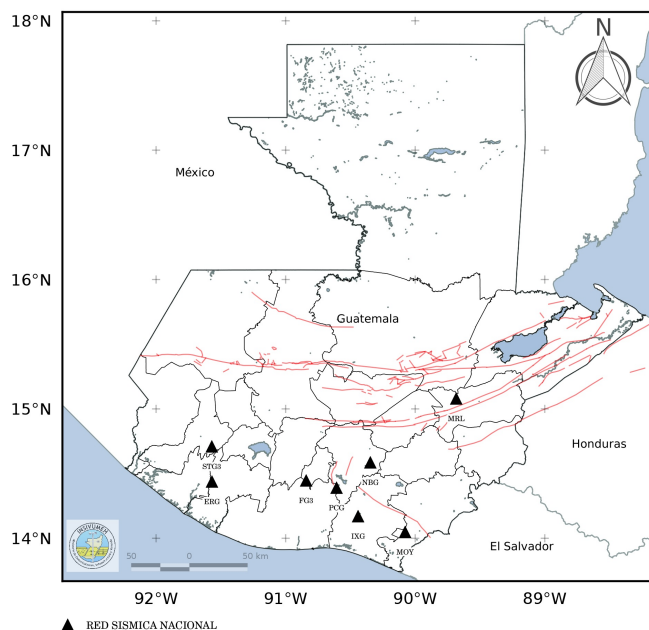 18°N
N
17°N
México
16°N
Guatemala
15°N
MRL
Honduras
STG3
NBG
ERG
FG3
PCG
IXG
14°N
INSIVUMEH
MOY
El Salvador
50 0 50 km
92°W 91°W 90°W 89°W
RED SISMICA NACIONAL